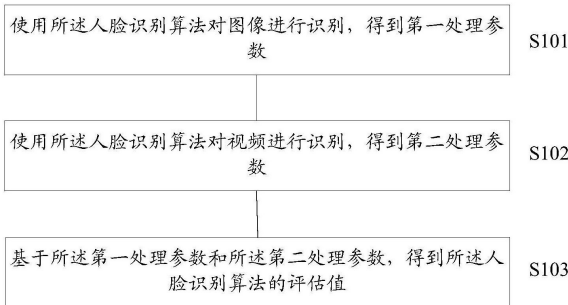 使用所述人脸识别算法对图像进行识别，得到第一处理参
数
S101
使用所述人脸识别算法对视频进行识别，得到第二处理参
数
S102
基于所述第一处理参数和所述第二处理参数，得到所述人
脸识别算法的评估值
S103